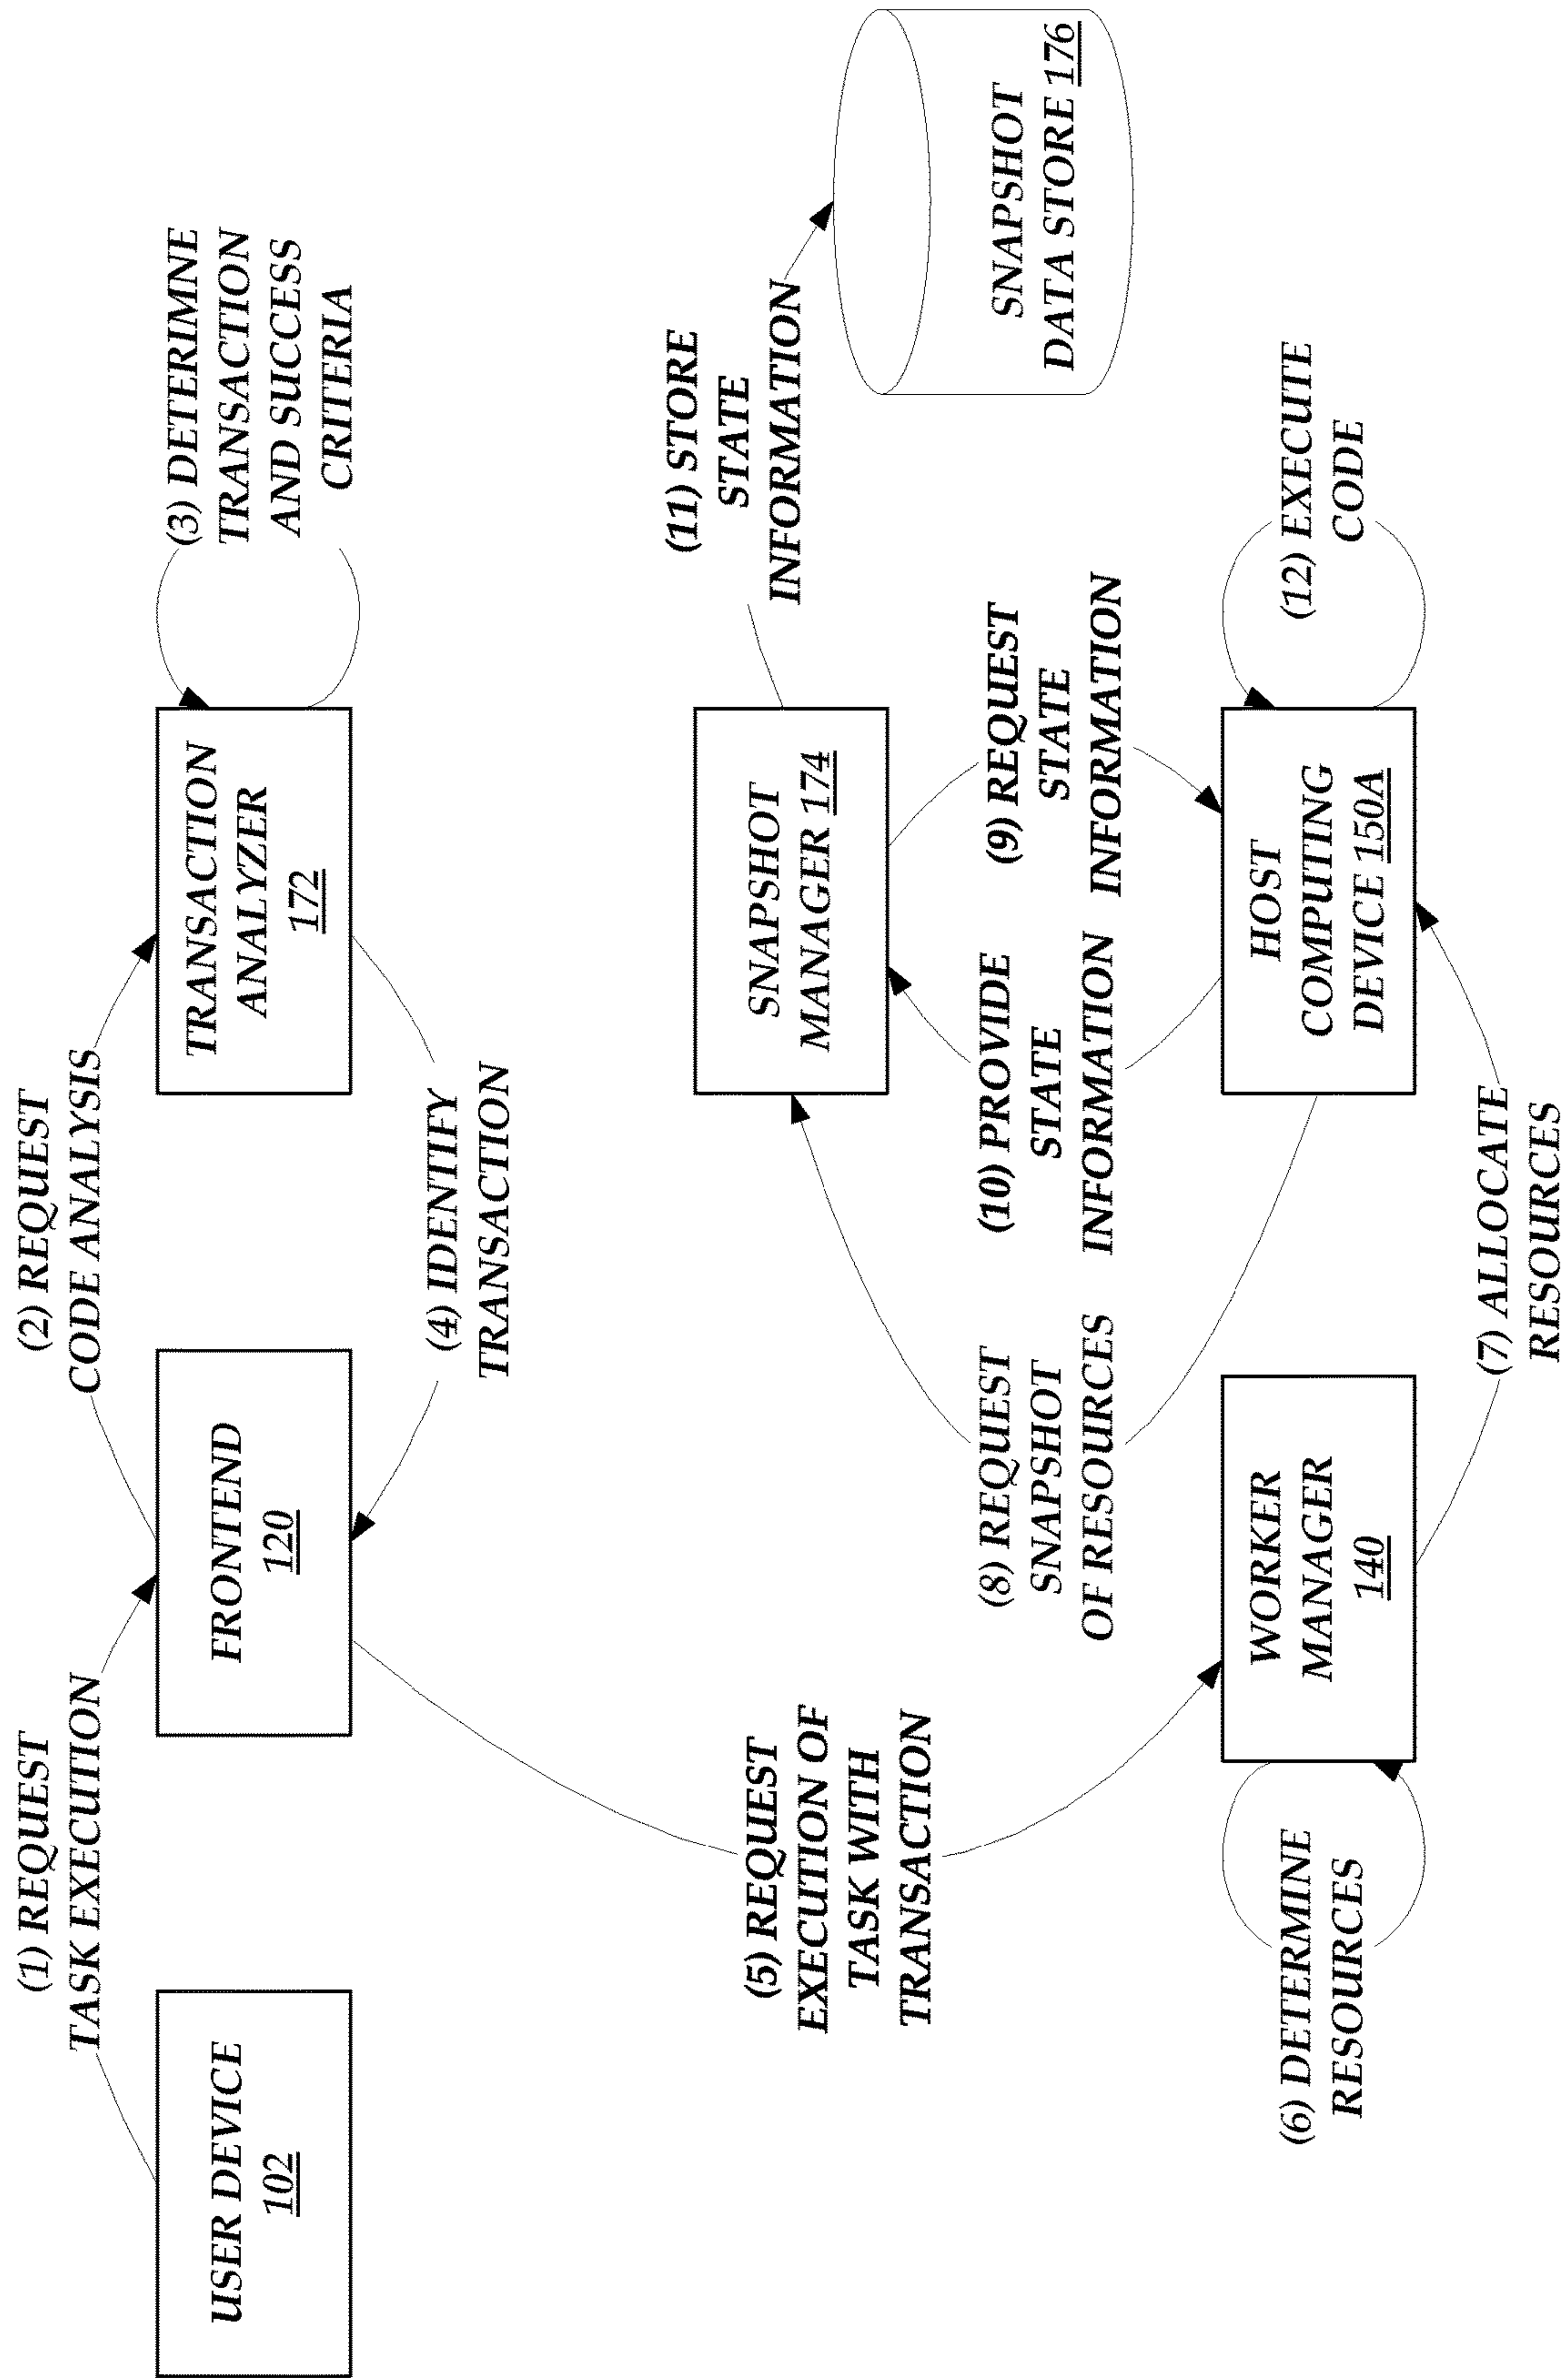 (1) REQUEST
TASK EXECUTION
(2) REQUEST
CODE ANALYSIS
(3) DETERIMNE
TRANSACTION
AND SUCCESS
CRITERIA
USER DEVICE
102
FRONTEND
120
TRANSACTION
ANALYZER
172
(4) IDENTIFY
TRANSACTION
(5) REQUEST
EXECUTION OF
TASK WITH
TRANSACTION
(11) STORE
STATE
INFORMATION
SNAPSHOT
MANAGER 174
SNAPSHOT
DATA STORE 176
(8) REQUEST
SNAPSHOT
OF RESOURCES
(10) PROVIDE
STATE
INFORMATION
(9) REQUEST
STATE
INFORMATION
(6) DETERMINE
RESOURCES
WORKER
MANAGER
140
HOST
COMPUTING
DEVICE 150A
(12) EXECUTE
CODE
(7) ALLOCATE
RESOURCES